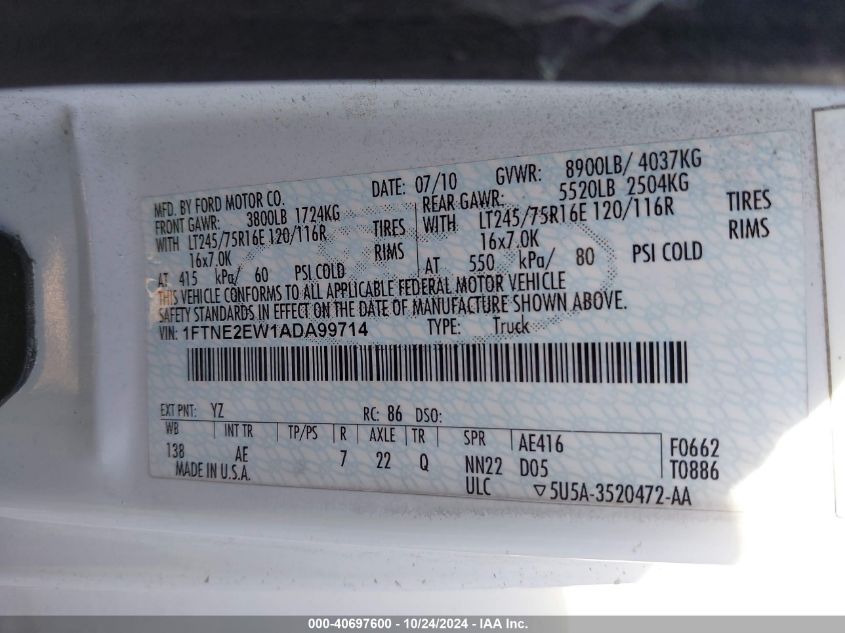 MFD. BY FORD MOTOR CO. DATE: 07/10 GVWR: 8900LB/ 4037KG
FRONT GAWR: 3800LB 1724KG REAR GAWR: 5520LB 2504KG
WITH LT245/75R16E 120/116R TIRES WITH LT245/75R16E 120/116R TIRES
16x7.0K RIMS 16x7.0K RIMS
AT 415 kPa/ 60 PSI COLD AT 550 kPa/ 80 PSI COLD
THIS VEHICLE CONFORMS TO ALL APPLICABLE FEDERAL MOTOR VEHICLE
SAFETY STANDARDS IN EFFECT ON THE DATE OF MANUFACTURE SHOWN ABOVE.
VIN: 1FTNE2EW1ADA99714 TYPE: Truck
EXT PNT: YZ RC: 86 DSO:
WB INT TR TP/PS R AXLE TR SPR AE416 F0662
138 AE 7 22 Q NN22 D05 T0886
MADE IN U.S.A. ULC ▽5U5A-3520472-AA
000-40697600 - 10/24/2024 - IAA Inc.